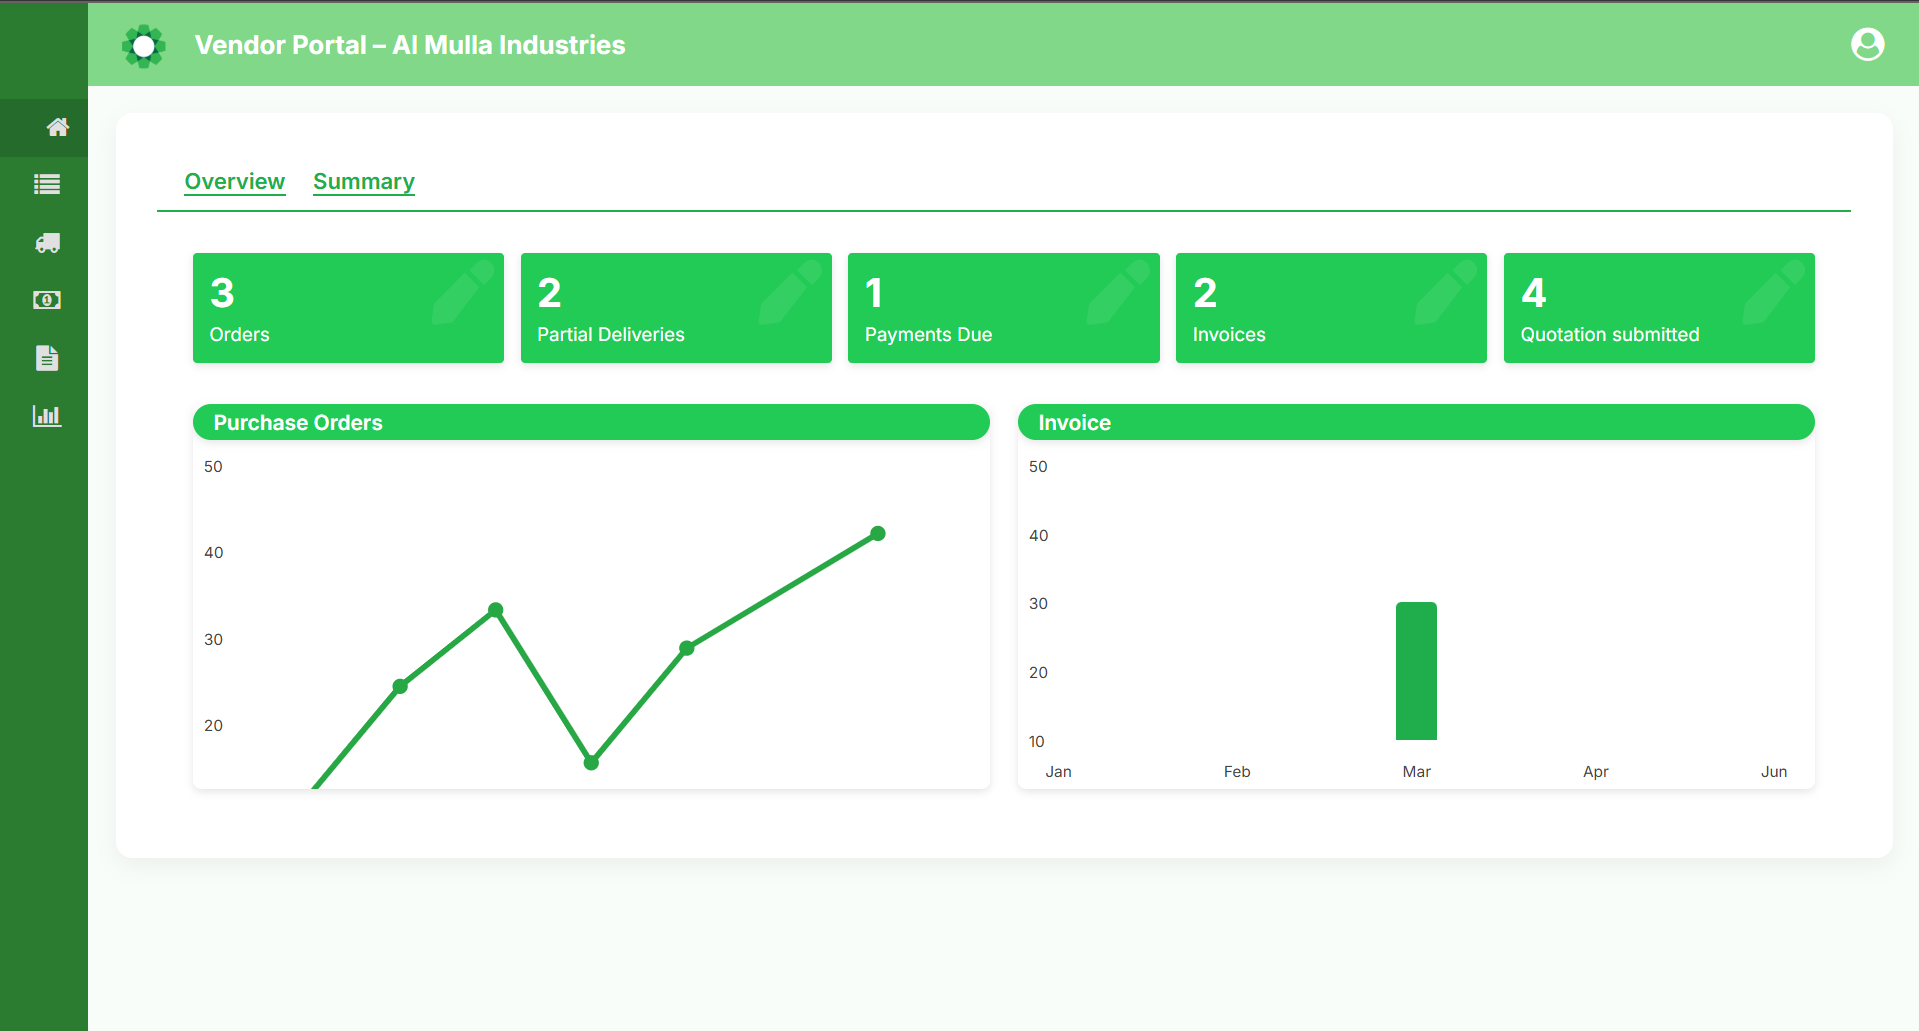 Vendor Portal – Al Mulla Industries
Overview
Summary
3
Orders
2
Partial Deliveries
1
Payments Due
2
Invoices
4
Quotation submitted
Purchase Orders
50
40
30
20
Invoice
50
40
30
20
10
Jan Feb Mar Apr Jun